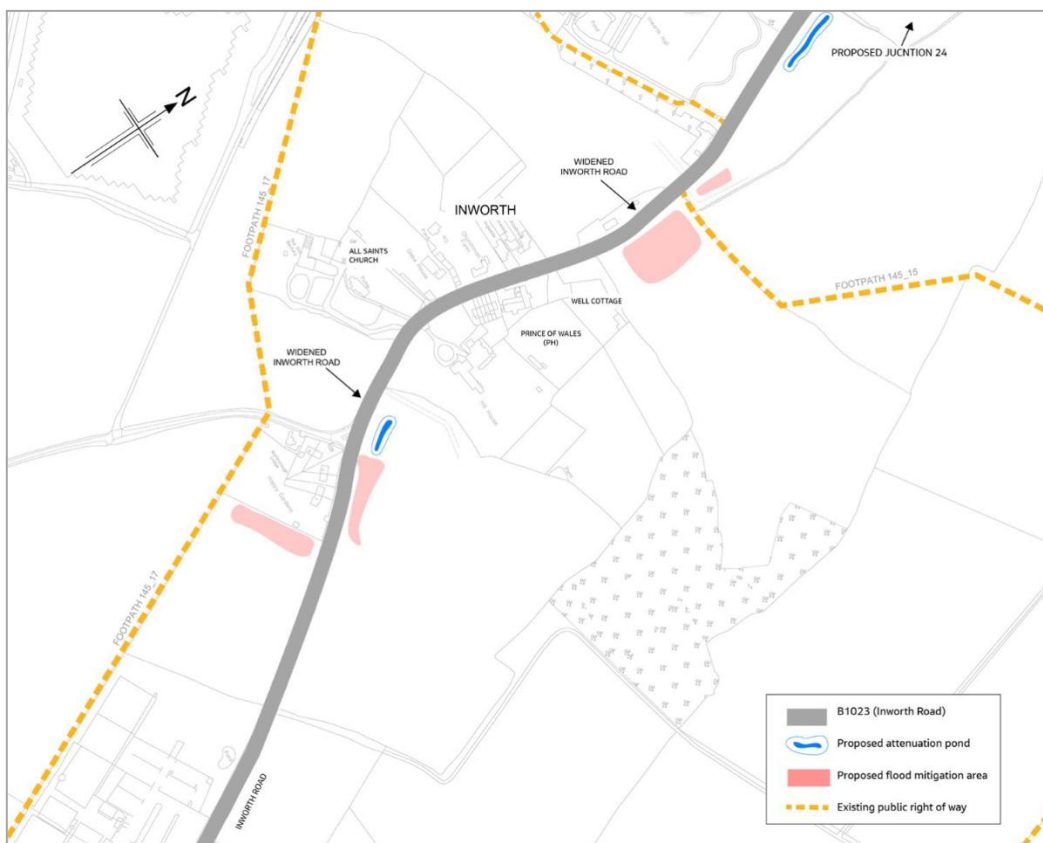 PROPOSED JUCNTION 24
N
WIDENED
INWORTH ROAD
INWORTH
FOOTPATH 145_17
ALL SAINTS
CHURCH
FOOTPATH 145_15
WELL COTTAGE
PRINCE OF WALES
(PH)
WIDENED
INWORTH ROAD
FOOTPATH 145_17
INWORTH ROAD
B1023 (Inworth Road)
Proposed attenuation pond
Proposed flood mitigation area
Existing public right of way